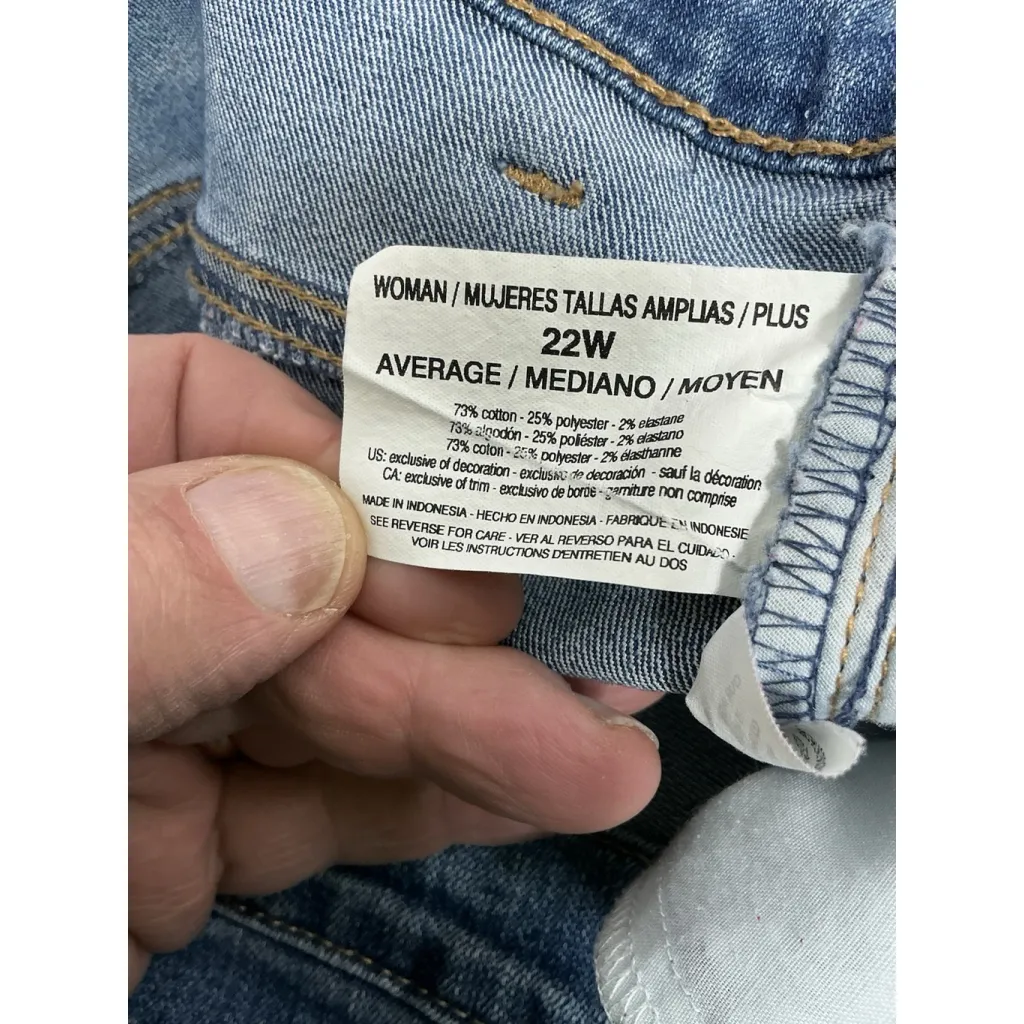 WOMAN / MUJERES TALLAS AMPLIAS / PLUS
22W
AVERAGE / MEDIANO / MOYEN
73% cotton - 25% polyester - 2% elastane
73% algodón - 25% poliéster - 2% elastano
73% coton - 25% polyester - 2% élasthanne
US: exclusive of decoration - exclusivo de decoración - sauf la décoration
CA: exclusive of trim - exclusivo de borde - garniture non comprise
MADE IN INDONESIA - HECHO EN INDONESIA - FABRIQUE EN INDONESIE
SEE REVERSE FOR CARE - VER AL REVERSO PARA EL CUIDADO -
VOIR LES INSTRUCTIONS D'ENTRETIEN AU DOS